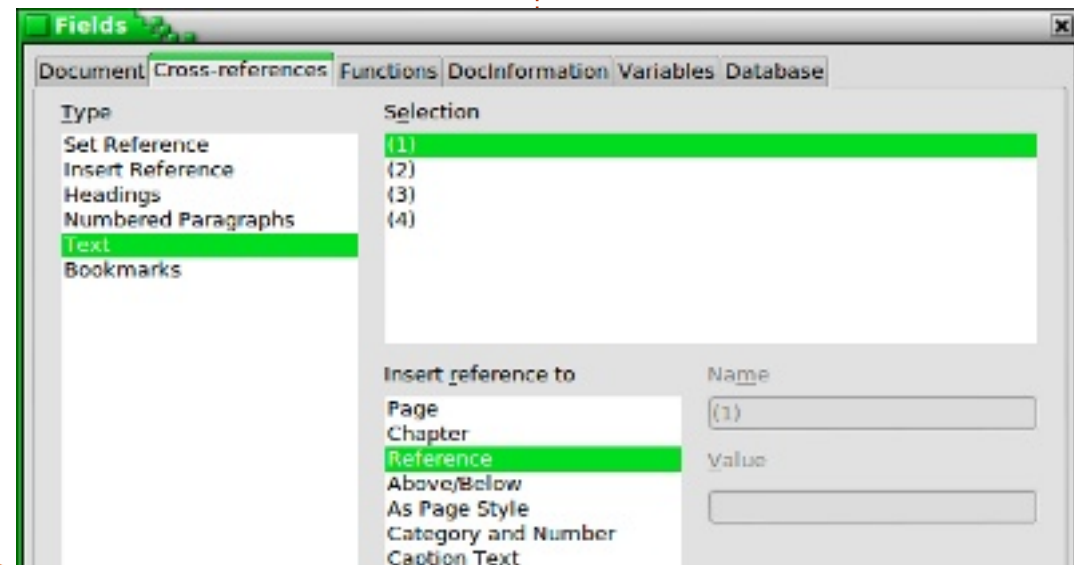 Fields
Document Cross-references Functions DocInformation Variables Database
Type
Set Reference
Insert Reference
Headings
Numbered Paragraphs
Text
Bookmarks
Selection
(1)
(2)
(3)
(4)
Insert reference to
Page
Chapter
Reference
Above/Below
As Page Style
Category and Number
Caption Text
Name
(1)
Value